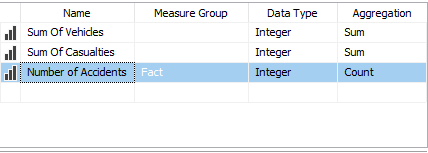 Name Measure Group Data Type Aggregation
Sum Of Vehicles Integer Sum
Sum Of Casualties Integer Sum
Number of Accidents Fact Integer Count